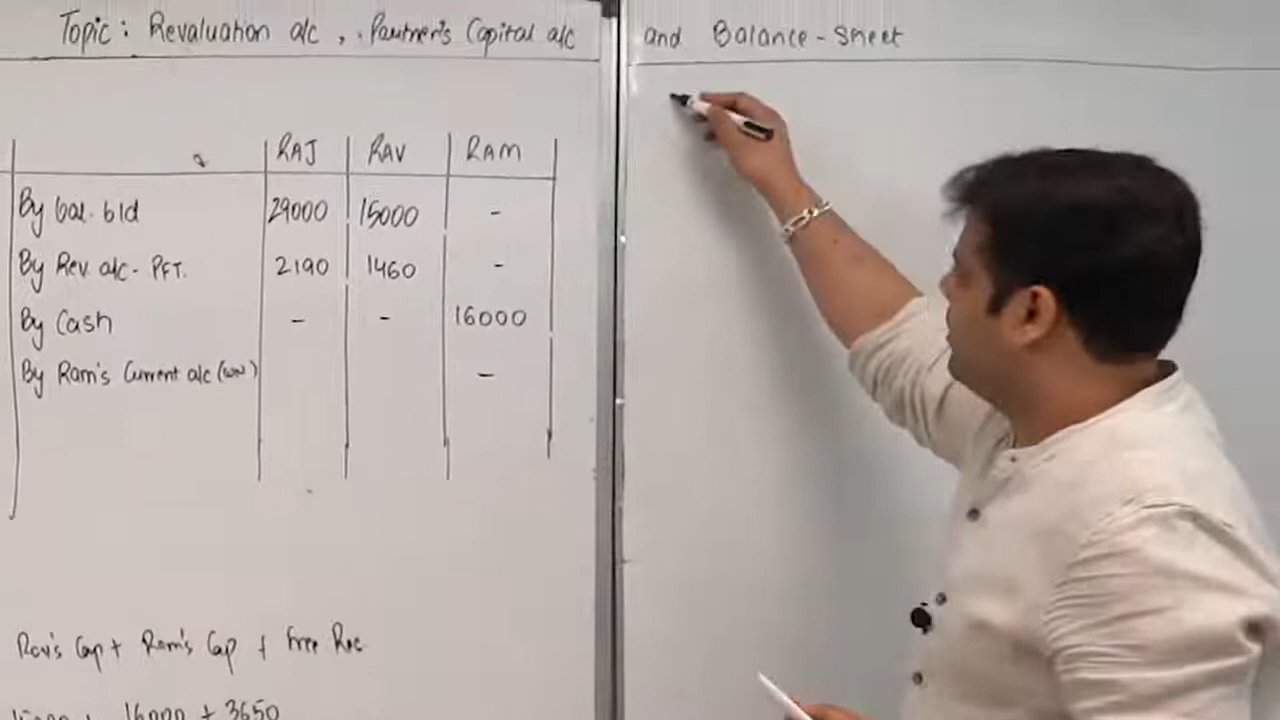 Topic: Revaluation a/c, Partner's Capital a/c and Balance-Sheet
RAJ RAV RAM
By bal. b/d 29000 15000 -
By Rev. a/c - PFT. 2190 1460 -
By Cash - - 16000
By Ram's Current a/c (WN) -
Rav's Cap + Ram's Cap + Free Res
15000 + 16000 + 3650